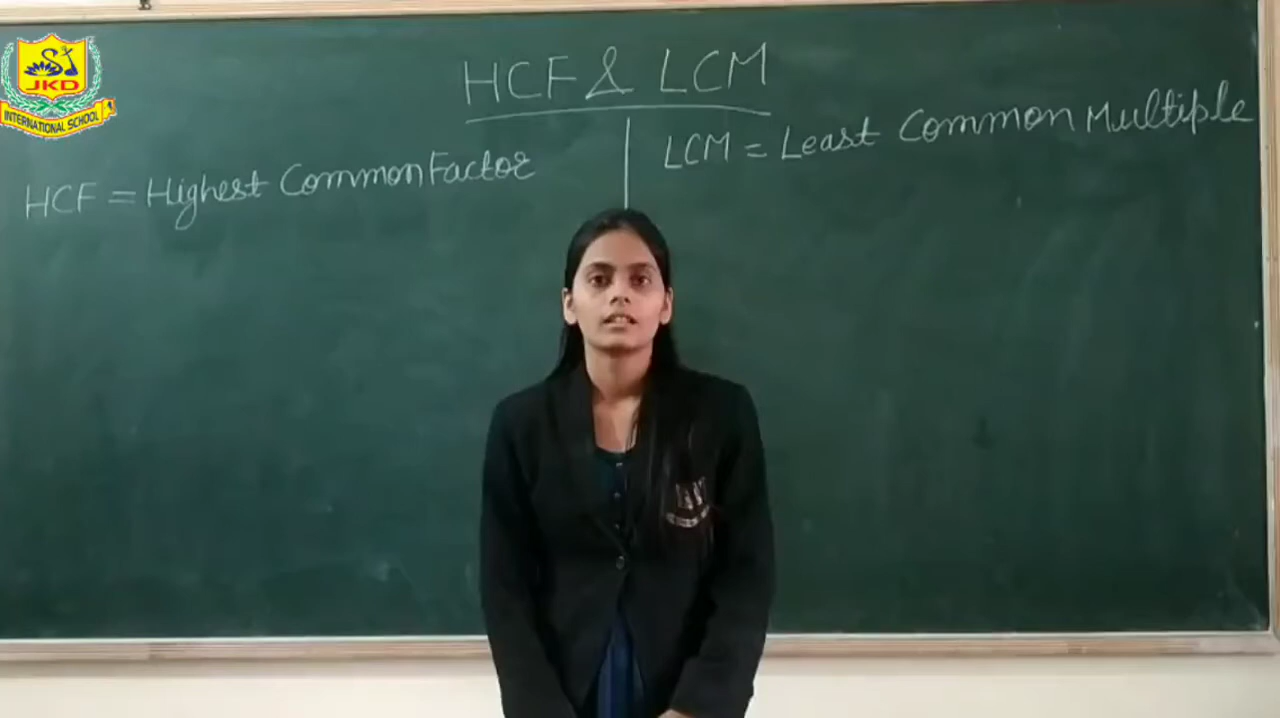 JKD
INTERNATIONAL SCHOOL
HCF & LCM
HCF = Highest Common Factor
LCM = Least Common Multiple